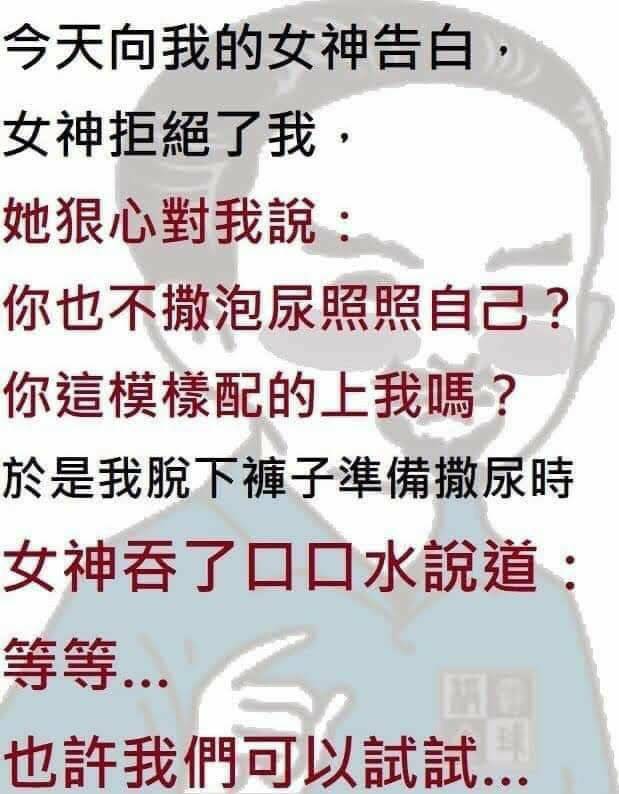 今天向我的女神告白，
女神拒絕了我，
她狠心對我說：
你也不撒泡尿照照自己？
你這模樣配的上我嗎？
於是我脫下褲子準備撒尿時
女神吞了口口水說道：
等等...
也許我們可以試試...